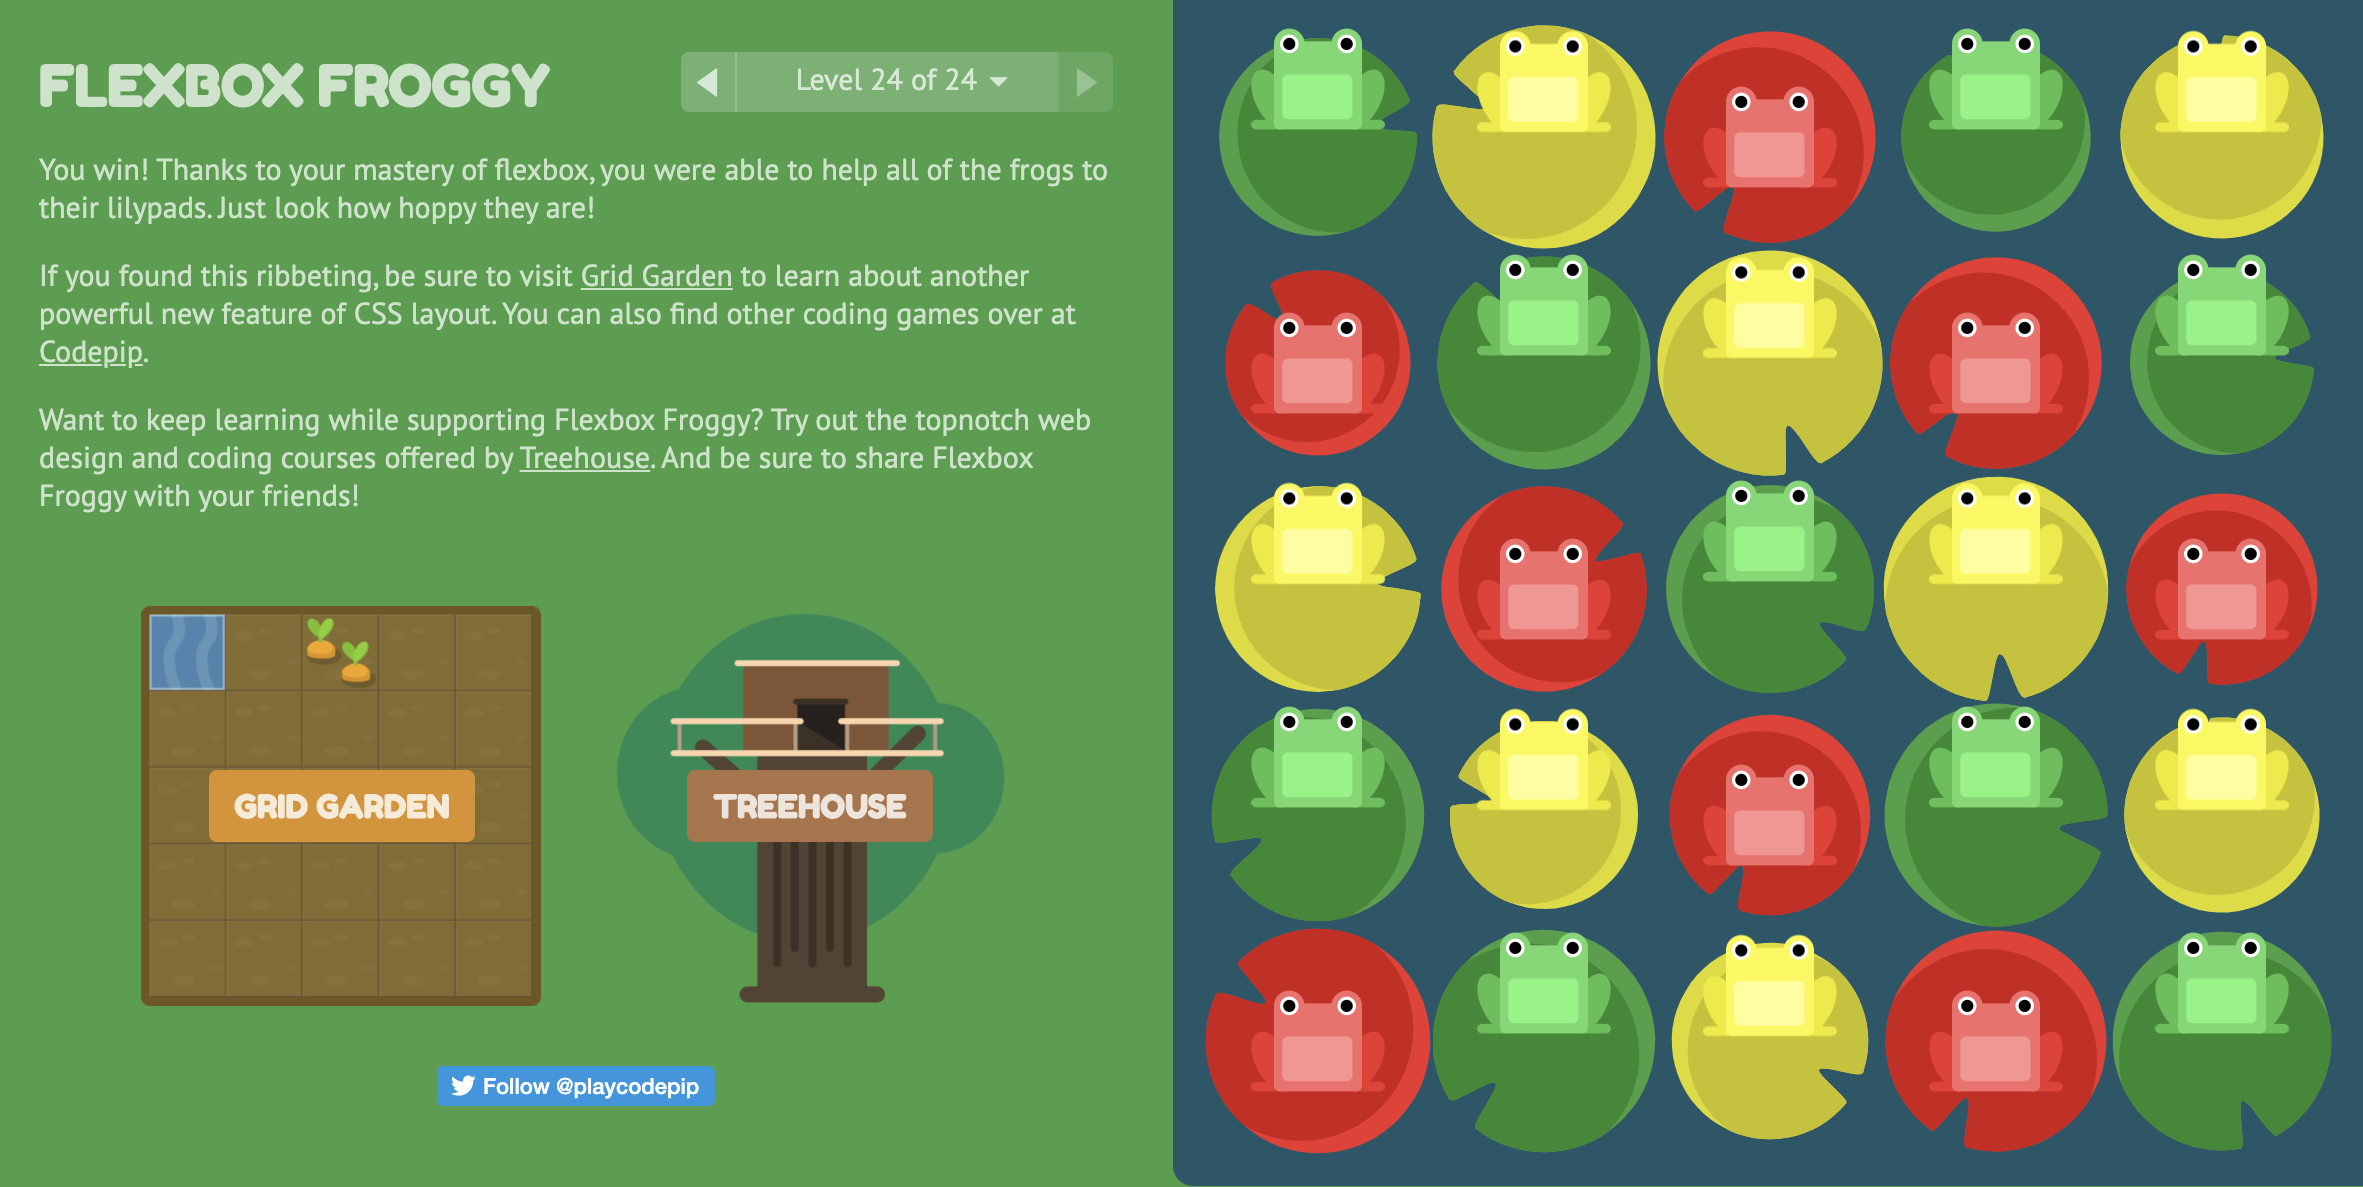 FLEXBOX FROGGY
Level 24 of 24
You win! Thanks to your mastery of flexbox, you were able to help all of the frogs to
their lilypads. Just look how hoppy they are!
If you found this ribbeting, be sure to visit Grid Garden to learn about another
powerful new feature of CSS layout. You can also find other coding games over at
Codepip.
Want to keep learning while supporting Flexbox Froggy? Try out the topnotch web
design and coding courses offered by Treehouse. And be sure to share Flexbox
Froggy with your friends!
GRID GARDEN
TREEHOUSE
Follow @playcodepip